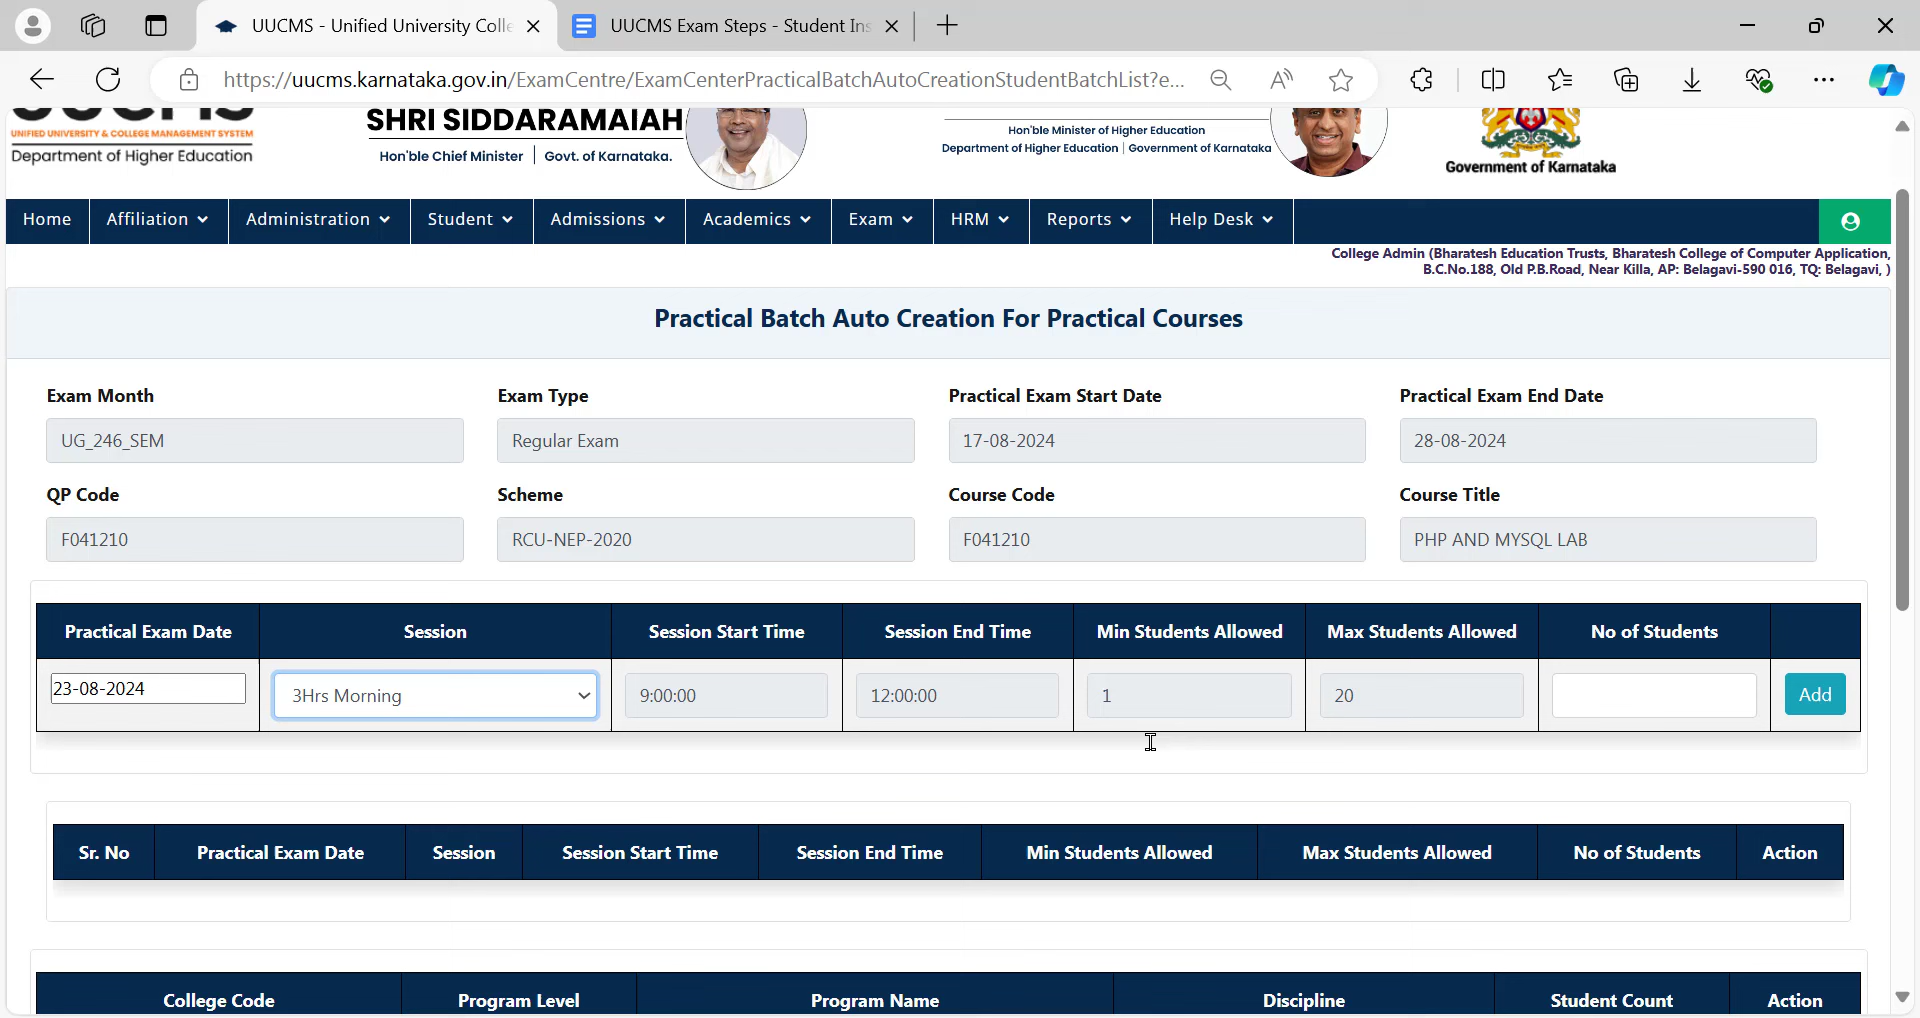 UUCMS - Unified University Colle
UUCMS Exam Steps - Student Ins
https://uucms.karnataka.gov.in/ExamCentre/ExamCenterPracticalBatchAutoCreationStudentBatchList?e...
UNIFIED UNIVERSITY & COLLEGE MANAGEMENT SYSTEM
Department of Higher Education
SHRI SIDDARAMAIAH
Hon'ble Chief Minister | Govt. of Karnataka.
Hon'ble Minister of Higher Education
Department of Higher Education | Government of Karnataka
Government of Karnataka
Home Affiliation Administration Student Admissions Academics Exam HRM Reports Help Desk
College Admin (Bharatesh Education Trusts, Bharatesh College of Computer Application,
B.C.No.188, Old P.B.Road, Near Killa, AP: Belagavi-590 016, TQ: Belagavi, )
Practical Batch Auto Creation For Practical Courses
Exam Month Exam Type Practical Exam Start Date Practical Exam End Date
UG_246_SEM Regular Exam 17-08-2024 28-08-2024
QP Code Scheme Course Code Course Title
F041210 RCU-NEP-2020 F041210 PHP AND MYSQL LAB
Practical Exam Date Session Session Start Time Session End Time Min Students Allowed Max Students Allowed No of Students
23-08-2024 3Hrs Morning 9:00:00 12:00:00 1 20 Add
Sr. No Practical Exam Date Session Session Start Time Session End Time Min Students Allowed Max Students Allowed No of Students Action
College Code Program Level Program Name Discipline Student Count Action